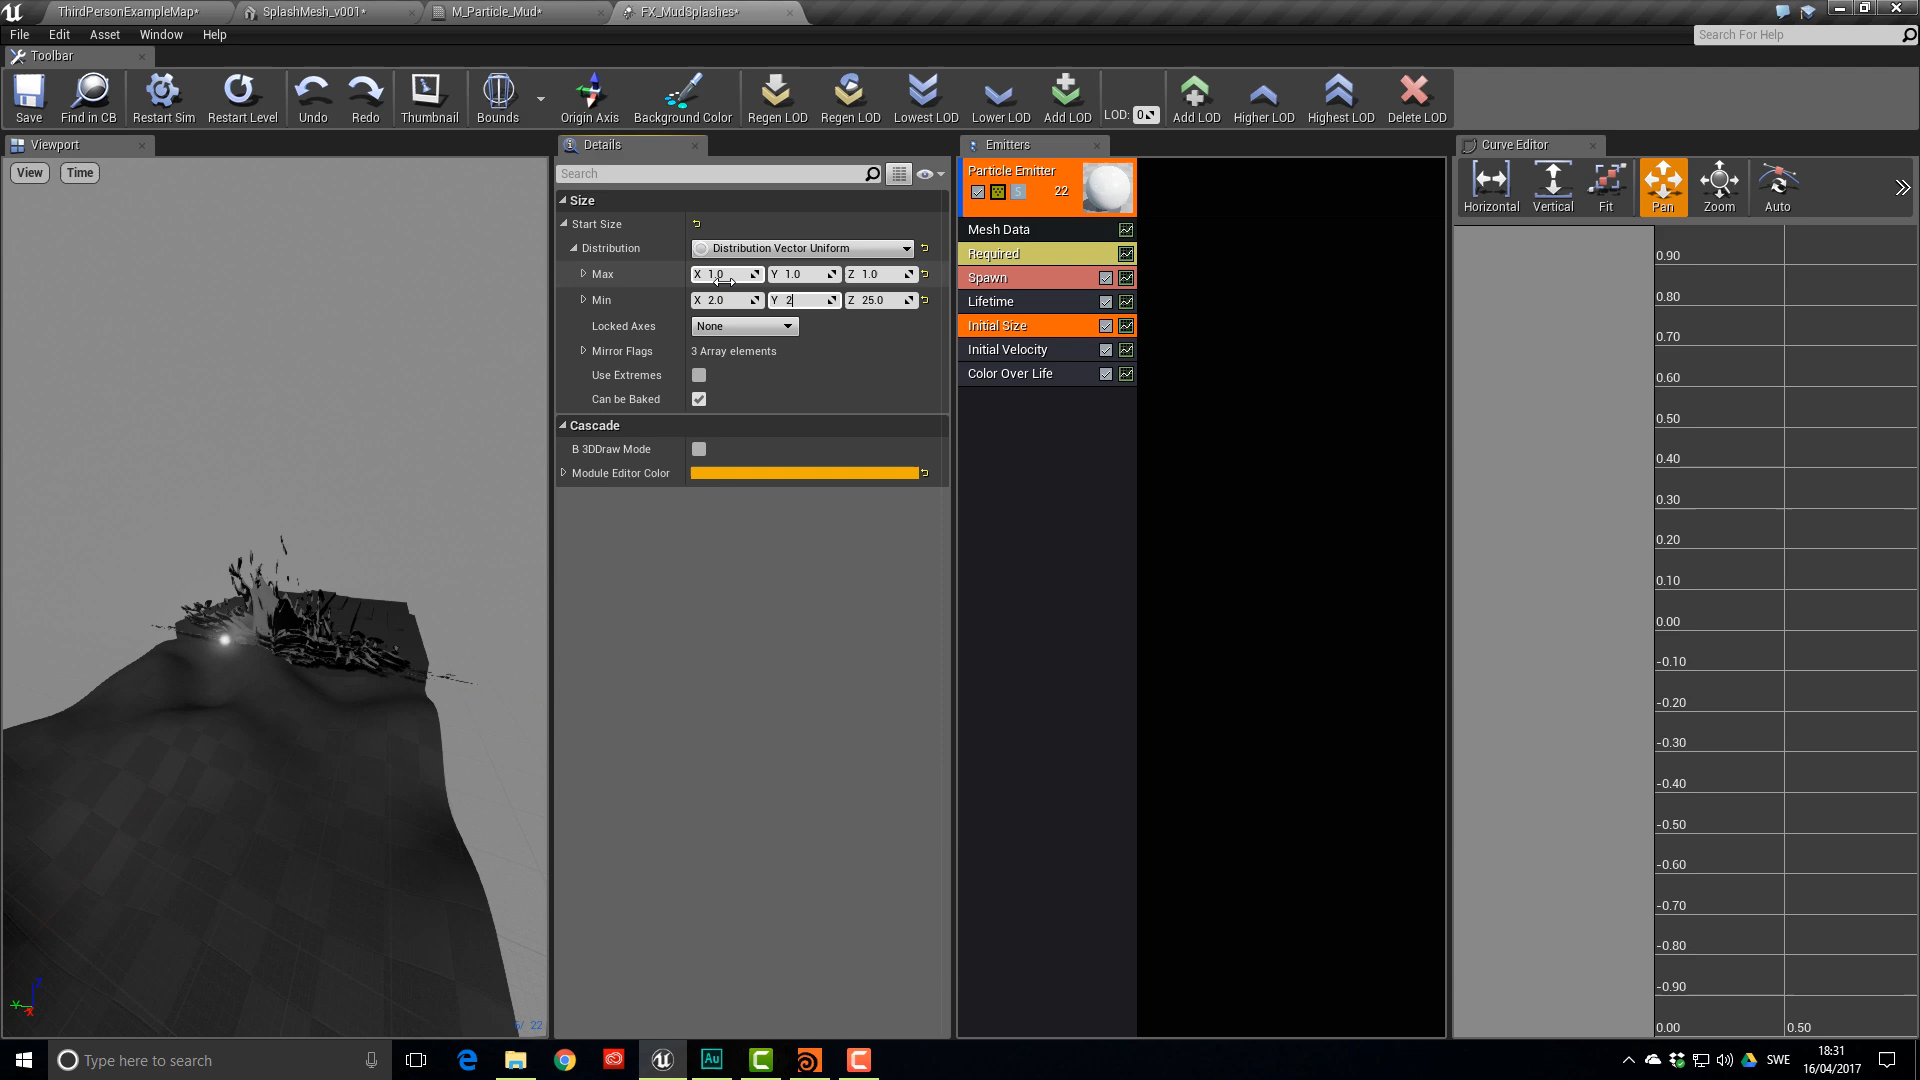 ThirdPersonExampleMap*
SplashMesh_v001*
M_Particle_Mud*
FX_MudSplashes*
File Edit Asset Window Help
Search For Help
Toolbar
Save
Find in CB
Restart Sim
Restart Level
Undo
Redo
Thumbnail
Bounds
Origin Axis
Background Color
Regen LOD
Regen LOD
Lowest LOD
Lower LOD
Add LOD
LOD: 0
Add LOD
Higher LOD
Highest LOD
Delete LOD
Viewport
View
Time
22
Details
Search
Size
Start Size
Distribution
Distribution Vector Uniform
Max
X 1.0
Y 1.0
Z 1.0
Min
X 2.0
Y 2
Z 25.0
Locked Axes
None
Mirror Flags
3 Array elements
Use Extremes
Can be Baked
Cascade
B 3DDraw Mode
Module Editor Color
Emitters
Particle Emitter
S
22
Mesh Data
Required
Spawn
Lifetime
Initial Size
Initial Velocity
Color Over Life
Curve Editor
Horizontal
Vertical
Fit
Pan
Zoom
Auto
0.90
0.80
0.70
0.60
0.50
0.40
0.30
0.20
0.10
0.00
-0.10
-0.20
-0.30
-0.40
-0.50
-0.60
-0.70
-0.80
-0.90
0.00
0.50
Type here to search
Au
SWE
18:31
16/04/2017